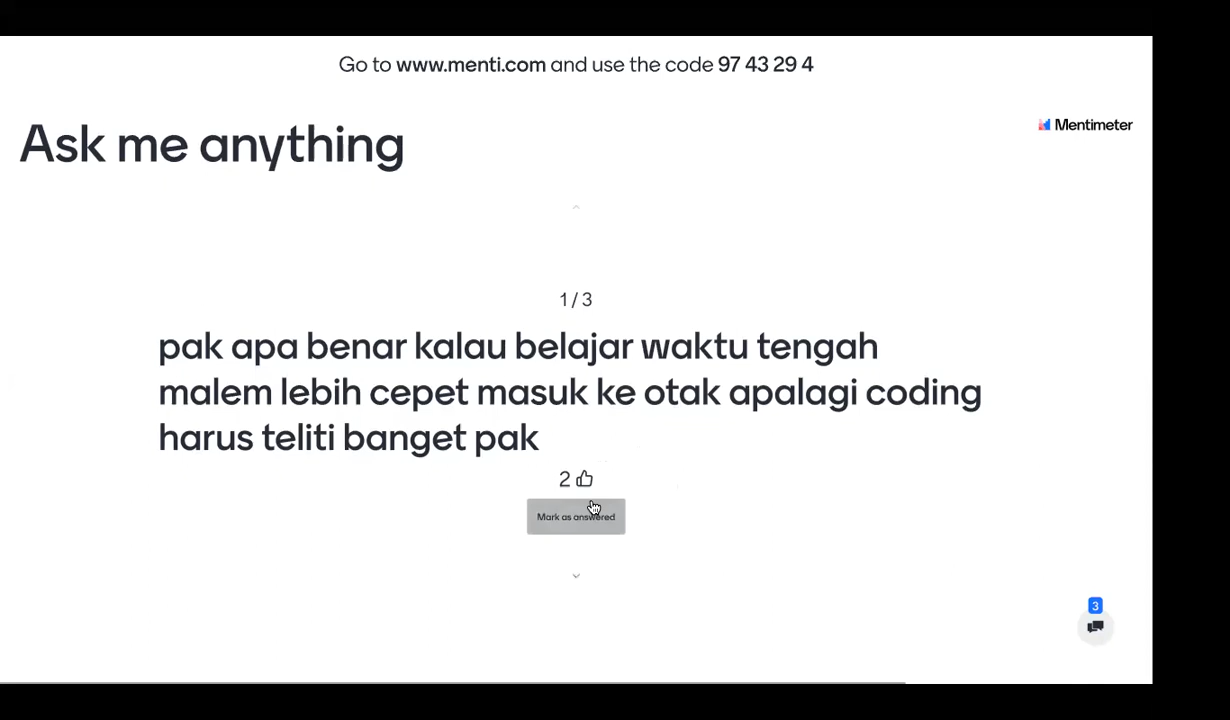 Go to www.menti.com and use the code 97 43 29 4
Mentimeter
Ask me anything
1 / 3
pak apa benar kalau belajar waktu tengah
malem lebih cepet masuk ke otak apalagi coding
harus teliti banget pak
2
Mark as answered
3